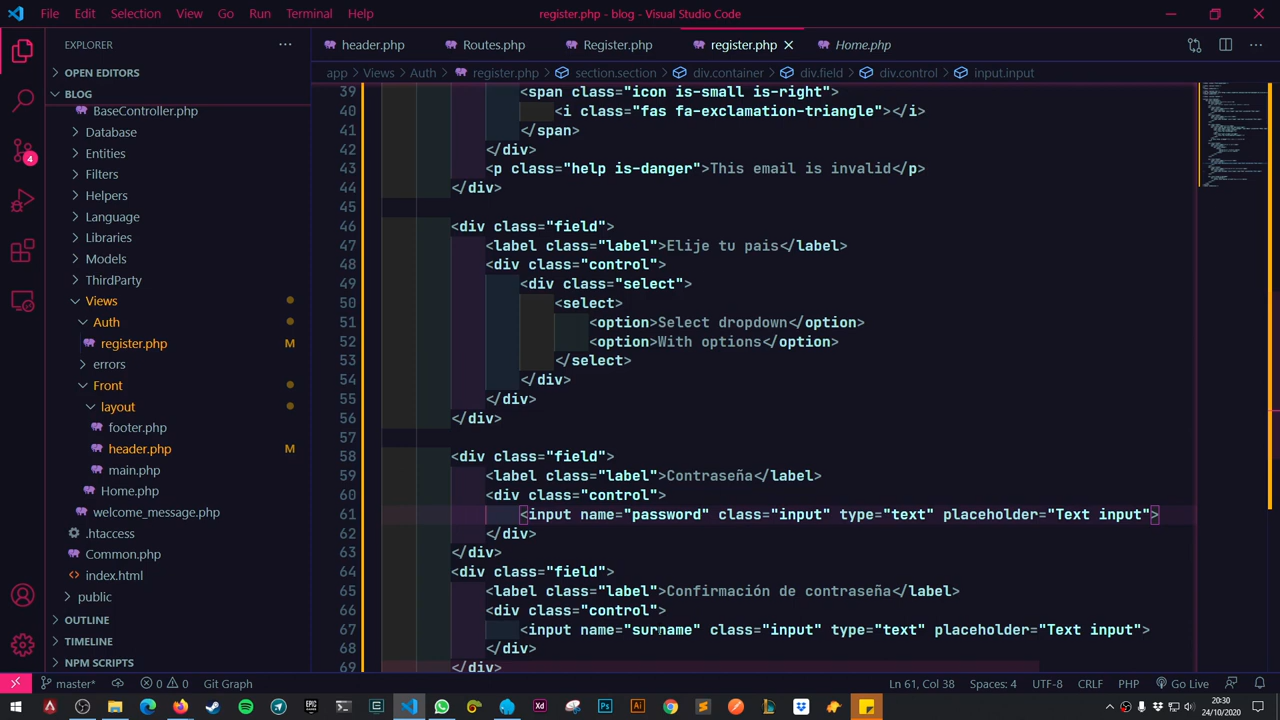 File Edit Selection View Go Run Terminal Help register.php - blog - Visual Studio Code
EXPLORER
header.php Routes.php Register.php register.php Home.php
OPEN EDITORS
app > Views > Auth > register.php > section.section > div.container > div.field > div.control > input.input
BLOG
BaseController.php
Database
Entities
Filters
Helpers
Language
Libraries
Models
ThirdParty
Views
Auth
register.php M
errors
Front
layout
footer.php
header.php M
main.php
Home.php
welcome_message.php
.htaccess
Common.php
index.html
public
OUTLINE
TIMELINE
NPM SCRIPTS
4
39 <span class="icon is-small is-right">
40 <i class="fas fa-exclamation-triangle"></i>
41 </span>
42 </div>
43 <p class="help is-danger">This email is invalid</p>
44 </div>
45
46 <div class="field">
47 <label class="label">Elije tu pais</label>
48 <div class="control">
49 <div class="select">
50 <select>
51 <option>Select dropdown</option>
52 <option>With options</option>
53 </select>
54 </div>
55 </div>
56 </div>
57
58 <div class="field">
59 <label class="label">Contraseña</label>
60 <div class="control">
61 <input name="password" class="input" type="text" placeholder="Text input">
62 </div>
63 </div>
64 <div class="field">
65 <label class="label">Confirmación de contraseña</label>
66 <div class="control">
67 <input name="surname" class="input" type="text" placeholder="Text input">
68 </div>
69 </div>
master* 0 0 Git Graph Ln 61, Col 38 Spaces: 4 UTF-8 CRLF PHP Go Live
20:30
24/10/2020